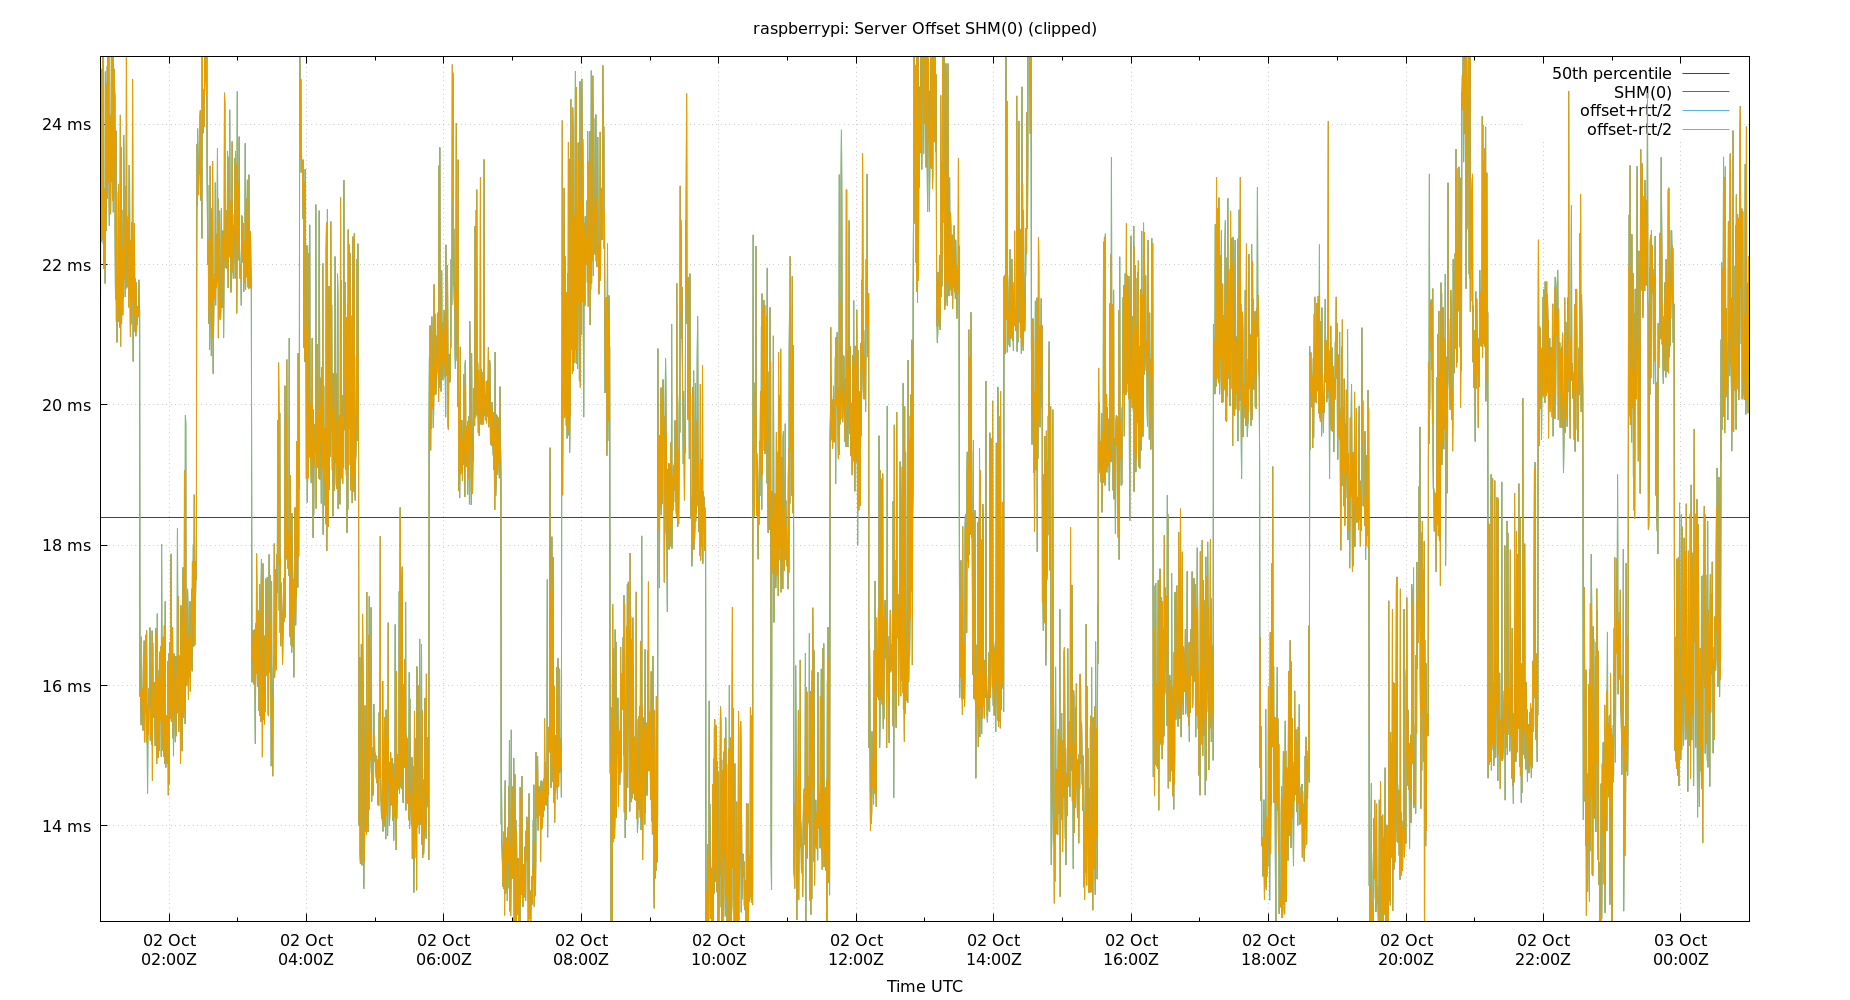 raspberrypi: Server Offset SHM(0) (clipped)
50th percentile
SHM(0)
offset+rtt/2
offset-rtt/2
24 ms
22 ms
20 ms
18 ms
16 ms
14 ms
02 Oct 02 Oct 02 Oct 02 Oct 02 Oct 02 Oct 02 Oct 02 Oct 02 Oct 02 Oct 02 Oct 03 Oct
02:00Z 04:00Z 06:00Z 08:00Z 10:00Z 12:00Z 14:00Z 16:00Z 18:00Z 20:00Z 22:00Z 00:00Z
Time UTC